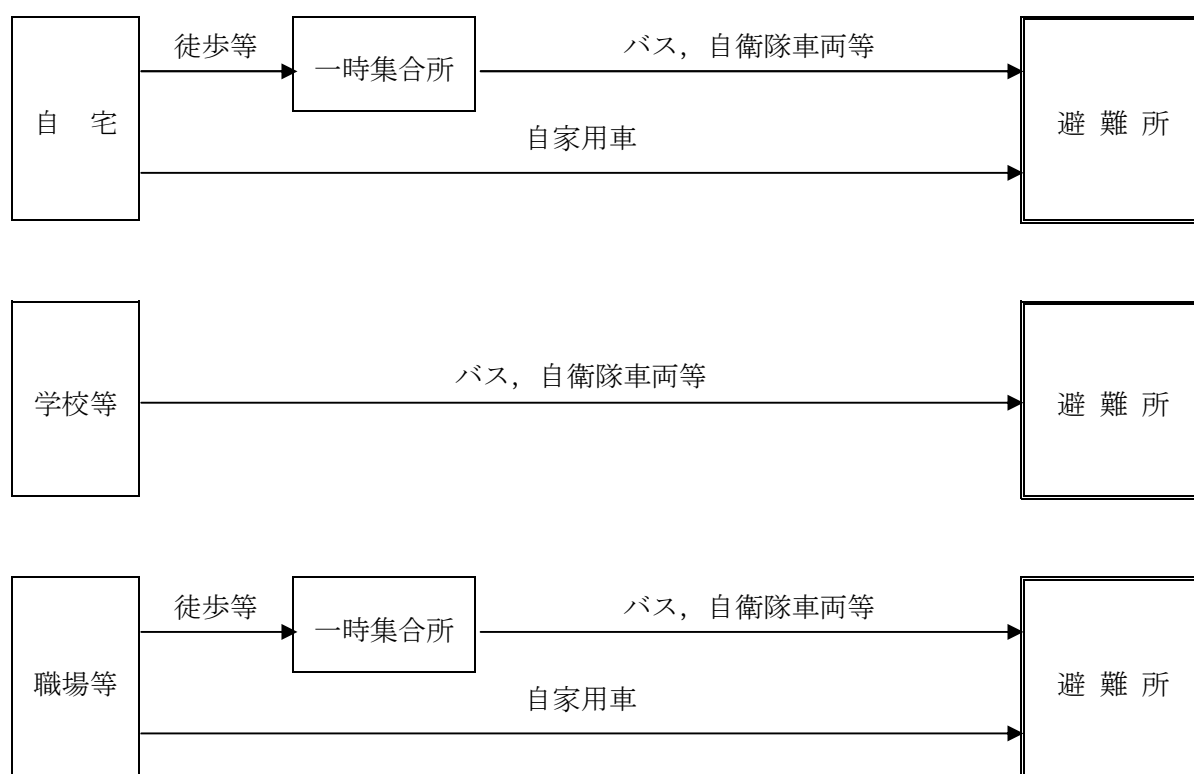 徒歩等
一時集合所
バス，自衛隊車両等
自　宅
自家用車
避 難 所
学校等
バス，自衛隊車両等
避 難 所
徒歩等
一時集合所
バス，自衛隊車両等
職場等
自家用車
避 難 所